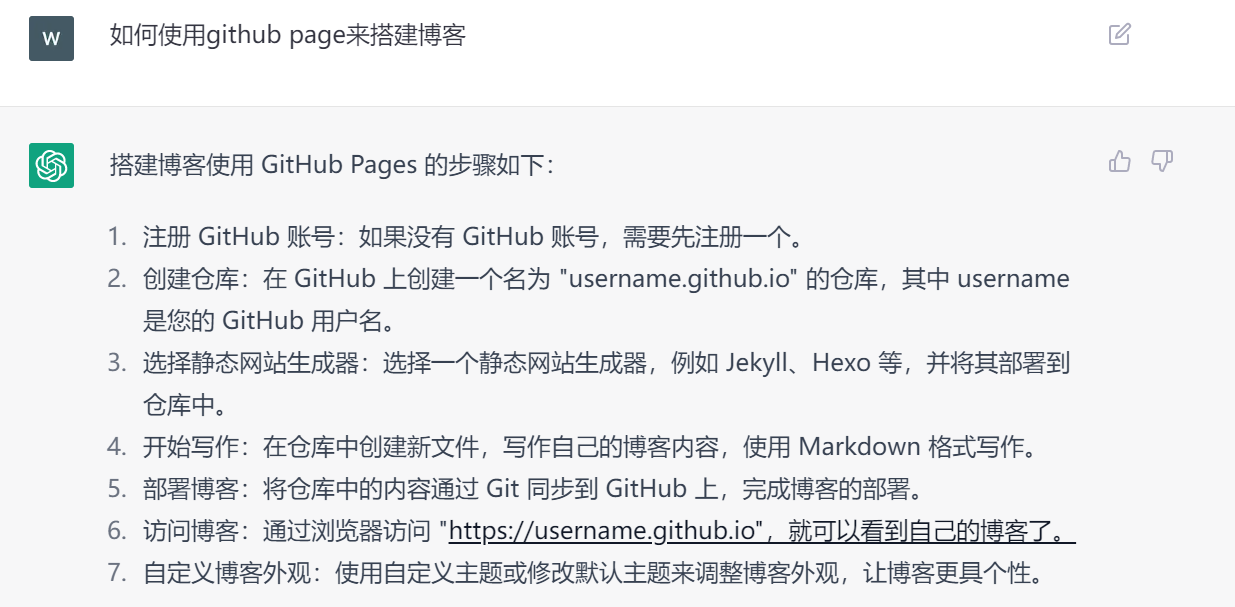 W
如何使用github page来搭建博客
搭建博客使用 GitHub Pages 的步骤如下：
1. 注册 GitHub 账号：如果没有 GitHub 账号，需要先注册一个。
2. 创建仓库：在 GitHub 上创建一个名为 "username.github.io" 的仓库，其中 username
是您的 GitHub 用户名。
3. 选择静态网站生成器：选择一个静态网站生成器，例如 Jekyll、Hexo 等，并将其部署到
仓库中。
4. 开始写作：在仓库中创建新文件，写作自己的博客内容，使用 Markdown 格式写作。
5. 部署博客：将仓库中的内容通过 Git 同步到 GitHub 上，完成博客的部署。
6. 访问博客：通过浏览器访问 "https://username.github.io"，就可以看到自己的博客了。
7. 自定义博客外观：使用自定义主题或修改默认主题来调整博客外观，让博客更具个性。